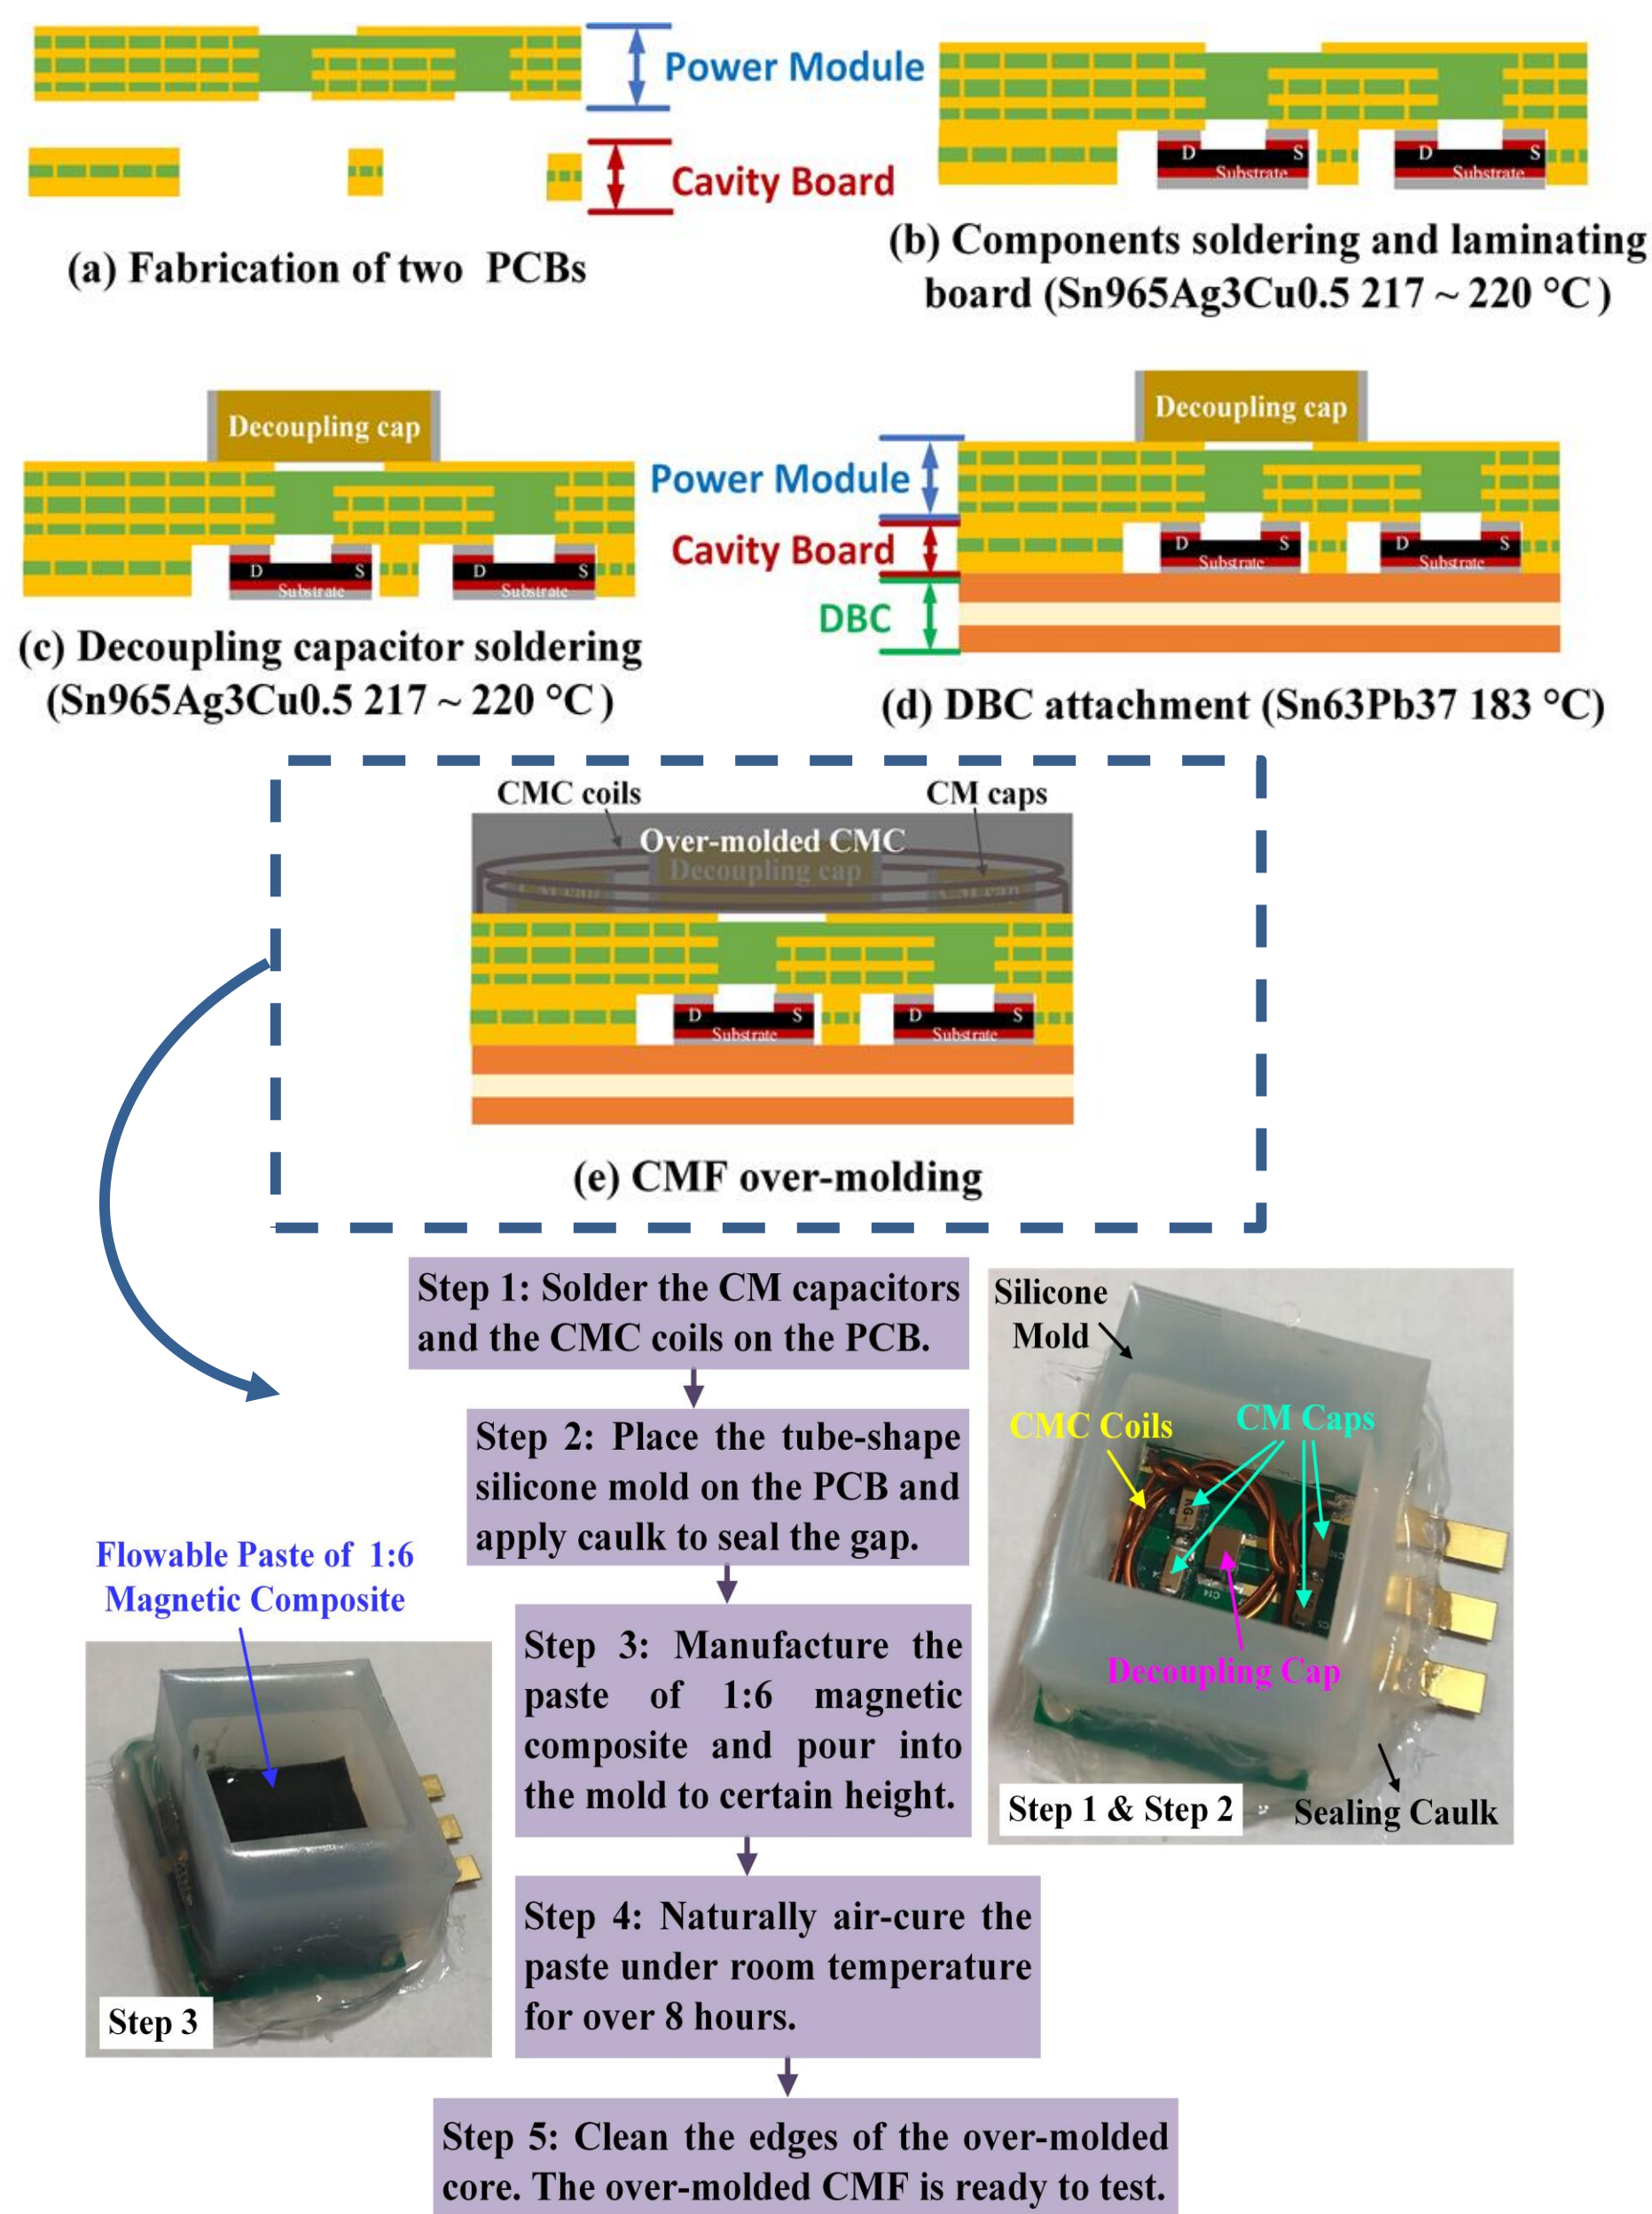 Power Module
Cavity Board
(a) Fabrication of two PCBs
D S D S
Substrate Substrate
(b) Components soldering and laminating
board (Sn965Ag3Cu0.5 217 ~ 220 °C)
Decoupling cap
D S D S
Substrate Substrate
(c) Decoupling capacitor soldering
(Sn965Ag3Cu0.5 217 ~ 220 °C)
Decoupling cap
Power Module
Cavity Board
DBC
D S D S
Substrate Substrate
(d) DBC attachment (Sn63Pb37 183 °C)
CMC coils
CM caps
Over-molded CMC
Decoupling cap
CM cap CM cap
D S D S
Substrate Substrate
(e) CMF over-molding
Step 1: Solder the CM capacitors
and the CMC coils on the PCB.
Step 2: Place the tube-shape
silicone mold on the PCB and
apply caulk to seal the gap.
Step 3: Manufacture the
paste of 1:6 magnetic
composite and pour into
the mold to certain height.
Step 4: Naturally air-cure the
paste under room temperature
for over 8 hours.
Step 5: Clean the edges of the over-molded
core. The over-molded CMF is ready to test.
Silicone
Mold
CMC Coils
CM Caps
C14
Decoupling Cap
Step 1 & Step 2
Sealing Caulk
Flowable Paste of 1:6
Magnetic Composite
Step 3